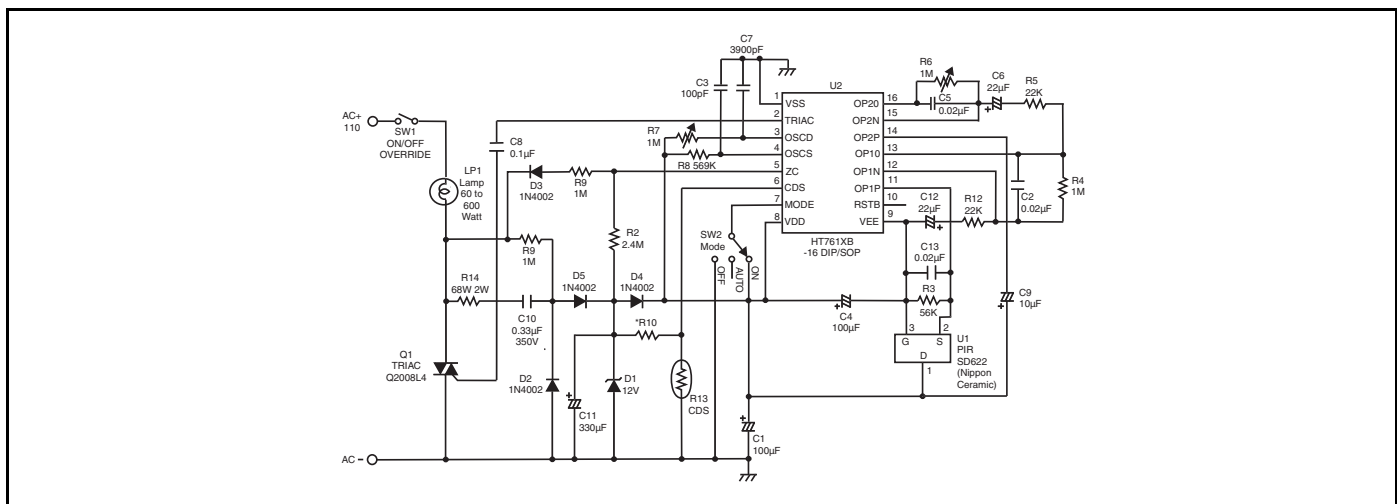 C7
3900pF
C3
100pF
R6
1M
C6
22µF
R5
22K
C5
0.02µF
U2
1
VSS
OP20
16
2
TRIAC
OP2N
15
3
OSCD
OP2P
14
4
OSCS
OP10
13
5
ZC
OP1N
12
6
CDS
OP1P
11
7
MODE
RSTB
10
8
VDD
VEE
9
HT761XB
-16 DIP/SOP
AC+
110
SW1
ON/OFF
OVERRIDE
C8
0.1µF
R7
1M
R8 569K
LP1
Lamp
60 to
600
Watt
D3
1N4002
R9
1M
R4
1M
C2
0.02µF
C12
22µF
R12
22K
R2
2.4M
SW2
Mode
OFF
AUTO
ON
R9
1M
C13
0.02µF
R14
68W 2W
D5
1N4002
D4
1N4002
C10
0.33µF
350V
C4
100µF
R3
56K
C9
10µF
*R10
3
2
G
S
D
1
U1
PIR
SD622
(Nippon
Ceramic)
Q1
TRIAC
Q2008L4
D2
1N4002
D1
12V
R13
CDS
C11
330µF
C1
100µF
AC -
+
+
+
+
+
+